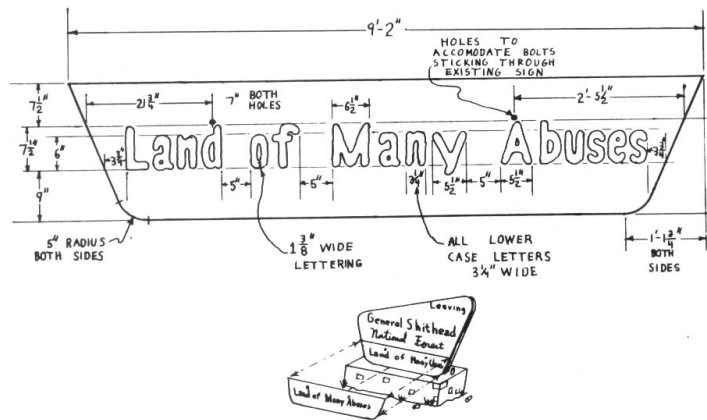 9'-2"
HOLES TO
ACCOMODATE BOLTS
STICKING THROUGH
EXISTING SIGN
7 1/2"
21 3/4"
7" BOTH
HOLES
6 1/2"
2'-5 1/2"
7 1/2"
6"
Land of Many Abuses
3 3/4"
3 3/4"
9"
5"
5"
3 1/4"
5 1/2"
5"
5 1/2"
5" RADIUS
BOTH SIDES
1 3/8" WIDE
LETTERING
ALL LOWER
CASE LETTERS
3 1/4" WIDE
1'-1 3/4"
BOTH
SIDES
Leaving
General Shithead
National Forest
Land of Many Uses
Land of Many Abuses